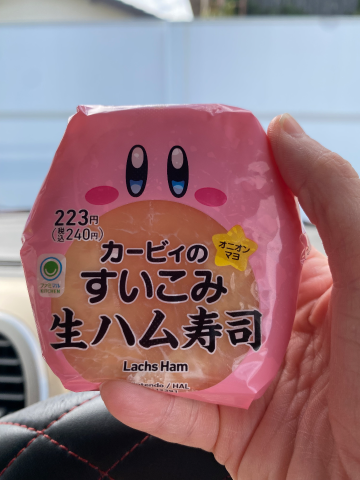 223円
(税込240円)
オニオン
マヨ
カービィの
すいこみ
生ハム寿司
Lachs Ham
/ HAL